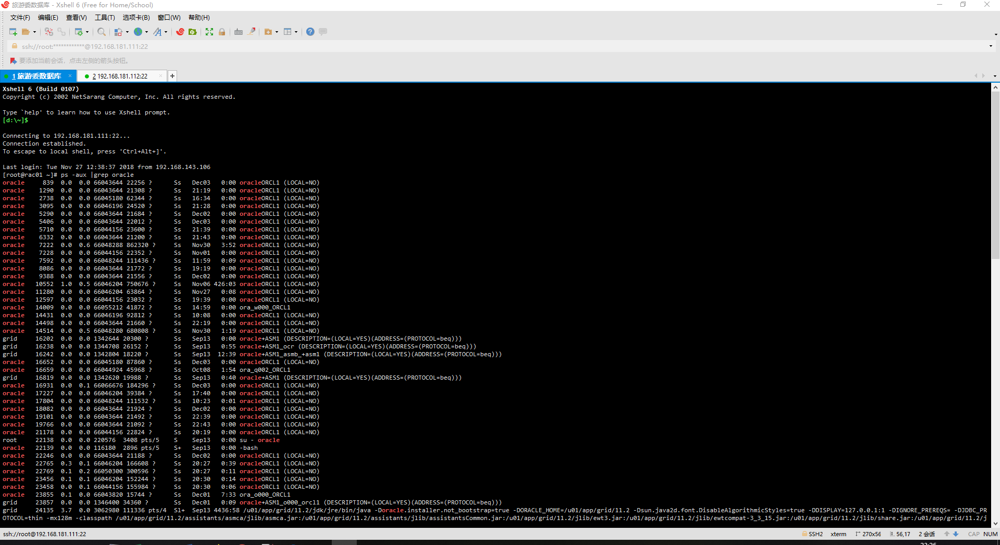 旅游委数据库 - Xshell 6 (Free for Home/School)
文件(F) 编辑(E) 查看(V) 工具(T) 选项卡(B) 窗口(W) 帮助(H)
ssh://root:************@192.168.181.111:22
要添加当前会话，点击左侧的箭头按钮。
1 旅游委数据库 × 2 192.168.181.112:22 × +
Xshell 6 (Build 0107)
Copyright (c) 2002 NetSarang Computer, Inc. All rights reserved.
Type `help' to learn how to use Xshell prompt.
[d:\~]$
Connecting to 192.168.181.111:22...
Connection established.
To escape to local shell, press 'Ctrl+Alt+]'.
Last login: Tue Nov 27 12:38:37 2018 from 192.168.143.106
[root@rac01 ~]# ps -aux |grep oracle
oracle 839 0.0 0.0 66043644 22256 ? Ss Dec03 0:00 oracleORCL1 (LOCAL=NO)
oracle 1290 0.0 0.0 66043644 21308 ? Ss 21:19 0:00 oracleORCL1 (LOCAL=NO)
oracle 2738 0.0 0.0 66045180 62344 ? Ss 16:34 0:00 oracleORCL1 (LOCAL=NO)
oracle 3095 0.0 0.0 66046196 24520 ? Ss 21:28 0:00 oracleORCL1 (LOCAL=NO)
oracle 5290 0.0 0.0 66043644 21684 ? Ss Dec02 0:00 oracleORCL1 (LOCAL=NO)
oracle 5406 0.0 0.0 66043644 22012 ? Ss Dec03 0:00 oracleORCL1 (LOCAL=NO)
oracle 5710 0.0 0.0 66044156 23600 ? Ss 21:39 0:00 oracleORCL1 (LOCAL=NO)
oracle 6332 0.0 0.0 66043644 21200 ? Ss 21:43 0:00 oracleORCL1 (LOCAL=NO)
oracle 7222 0.0 0.6 66048288 862320 ? Ss Nov30 3:52 oracleORCL1 (LOCAL=NO)
oracle 7228 0.0 0.0 66044156 22352 ? Ss Nov01 0:00 oracleORCL1 (LOCAL=NO)
oracle 7592 0.0 0.0 66048244 111436 ? Ss 11:59 0:09 oracleORCL1 (LOCAL=NO)
oracle 8086 0.0 0.0 66043644 21772 ? Ss 19:19 0:00 oracleORCL1 (LOCAL=NO)
oracle 9388 0.0 0.0 66043644 21556 ? Ss Dec02 0:00 oracleORCL1 (LOCAL=NO)
oracle 10552 1.0 0.5 66046204 750676 ? Ss Nov06 426:03 oracleORCL1 (LOCAL=NO)
oracle 11280 0.0 0.0 66046204 63864 ? Ss Nov27 0:08 oracleORCL1 (LOCAL=NO)
oracle 12597 0.0 0.0 66044156 23032 ? Ss 19:39 0:00 oracleORCL1 (LOCAL=NO)
oracle 14009 0.0 0.0 66055212 41872 ? Ss 14:59 0:00 ora_w000_ORCL1
oracle 14431 0.0 0.0 66046196 92812 ? Ss 10:08 0:00 oracleORCL1 (LOCAL=NO)
oracle 14498 0.0 0.0 66043644 21660 ? Ss 22:19 0:00 oracleORCL1 (LOCAL=NO)
oracle 14514 0.0 0.5 66048280 680808 ? Ss Nov30 1:19 oracleORCL1 (LOCAL=NO)
grid 16202 0.0 0.0 1342644 20300 ? Ss Sep13 0:00 oracle+ASM1 (DESCRIPTION=(LOCAL=YES)(ADDRESS=(PROTOCOL=beq)))
grid 16238 0.0 0.0 1344708 26152 ? Ss Sep13 0:55 oracle+ASM1_ocr (DESCRIPTION=(LOCAL=YES)(ADDRESS=(PROTOCOL=beq)))
grid 16242 0.0 0.0 1342804 18220 ? Ss Sep13 12:39 oracle+ASM1_asmb_+asm1 (DESCRIPTION=(LOCAL=YES)(ADDRESS=(PROTOCOL=beq)))
oracle 16652 0.0 0.0 66045180 87860 ? Ss Dec03 0:00 oracleORCL1 (LOCAL=NO)
oracle 16659 0.0 0.0 66044924 45968 ? Ss Oct08 1:54 ora_q002_ORCL1
grid 16819 0.0 0.0 1342620 19988 ? Ss Sep13 0:40 oracle+ASM1 (DESCRIPTION=(LOCAL=YES)(ADDRESS=(PROTOCOL=beq)))
oracle 16931 0.0 0.1 66066676 184296 ? Ss Dec03 0:00 oracleORCL1 (LOCAL=NO)
oracle 17227 0.0 0.0 66046204 39384 ? Ss 17:40 0:00 oracleORCL1 (LOCAL=NO)
oracle 17804 0.0 0.0 66048244 111532 ? Ss 10:23 0:01 oracleORCL1 (LOCAL=NO)
oracle 18082 0.0 0.0 66043644 21924 ? Ss Dec02 0:00 oracleORCL1 (LOCAL=NO)
oracle 19101 0.0 0.0 66043644 21492 ? Ss 22:39 0:00 oracleORCL1 (LOCAL=NO)
oracle 19766 0.0 0.0 66043644 21092 ? Ss 22:43 0:00 oracleORCL1 (LOCAL=NO)
oracle 21178 0.0 0.0 66044156 22824 ? Ss 20:19 0:00 oracleORCL1 (LOCAL=NO)
root 22138 0.0 0.0 220576 3408 pts/5 S Sep13 0:00 su - oracle
oracle 22139 0.0 0.0 116180 2896 pts/5 S+ Sep13 0:00 -bash
oracle 22246 0.0 0.0 66043644 21188 ? Ss Dec02 0:00 oracleORCL1 (LOCAL=NO)
oracle 22765 0.3 0.1 66046204 166608 ? Ss 20:27 0:39 oracleORCL1 (LOCAL=NO)
oracle 22769 0.1 0.2 66050300 300596 ? Ss 20:27 0:11 oracleORCL1 (LOCAL=NO)
oracle 23456 0.1 0.1 66046204 152244 ? Ss 20:30 0:14 oracleORCL1 (LOCAL=NO)
oracle 23458 0.0 0.1 66044156 155984 ? Ss 20:30 0:06 oracleORCL1 (LOCAL=NO)
oracle 23855 0.1 0.0 66043820 15744 ? Ss Dec01 7:33 ora_o000_ORCL1
grid 23857 0.0 0.0 1346400 34360 ? Ss Dec01 0:09 oracle+ASM1_o000_orcl1 (DESCRIPTION=(LOCAL=YES)(ADDRESS=(PROTOCOL=beq)))
grid 24135 3.7 0.0 3062980 111336 pts/4 Sl+ Sep13 4436:58 /u01/app/grid/11.2/jdk/jre/bin/java -Doracle.installer.not_bootstrap=true -DORACLE_HOME=/u01/app/grid/11.2 -Dsun.java2d.font.DisableAlgorithmicStyles=true -DDISPLAY=127.0.0.1:1 -DIGNORE_PREREQS= -DJDBC_PR
OTOCOL=thin -mx128m -classpath /u01/app/grid/11.2/assistants/asmca/jlib/asmca.jar:/u01/app/grid/11.2/assistants/jlib/assistantsCommon.jar:/u01/app/grid/11.2/jlib/ewt3.jar:/u01/app/grid/11.2/jlib/ewtcompat-3_3_15.jar:/u01/app/grid/11.2/jlib/share.jar:/u01/app/grid/11.2/j
ssh://root@192.168.181.111:22 SSH2 xterm 270x56 56,17 2 会话 CAP NUM